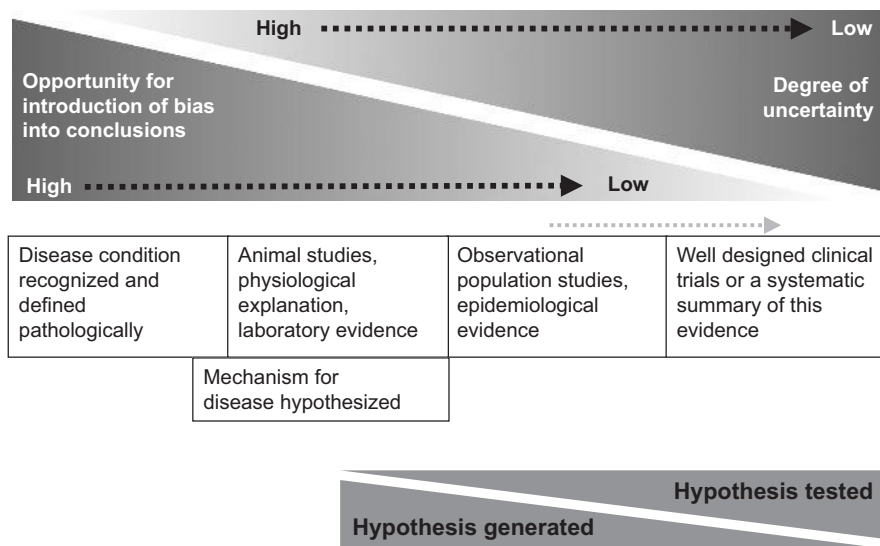 High Low
Opportunity for
introduction of bias
into conclusions
Degree of
uncertainty
High Low
Disease condition
recognized and
defined
pathologically
Animal studies,
physiological
explanation,
laboratory evidence
Observational
population studies,
epidemiological
evidence
Well designed clinical
trials or a systematic
summary of this
evidence
Mechanism for
disease hypothesized
Hypothesis tested
Hypothesis generated